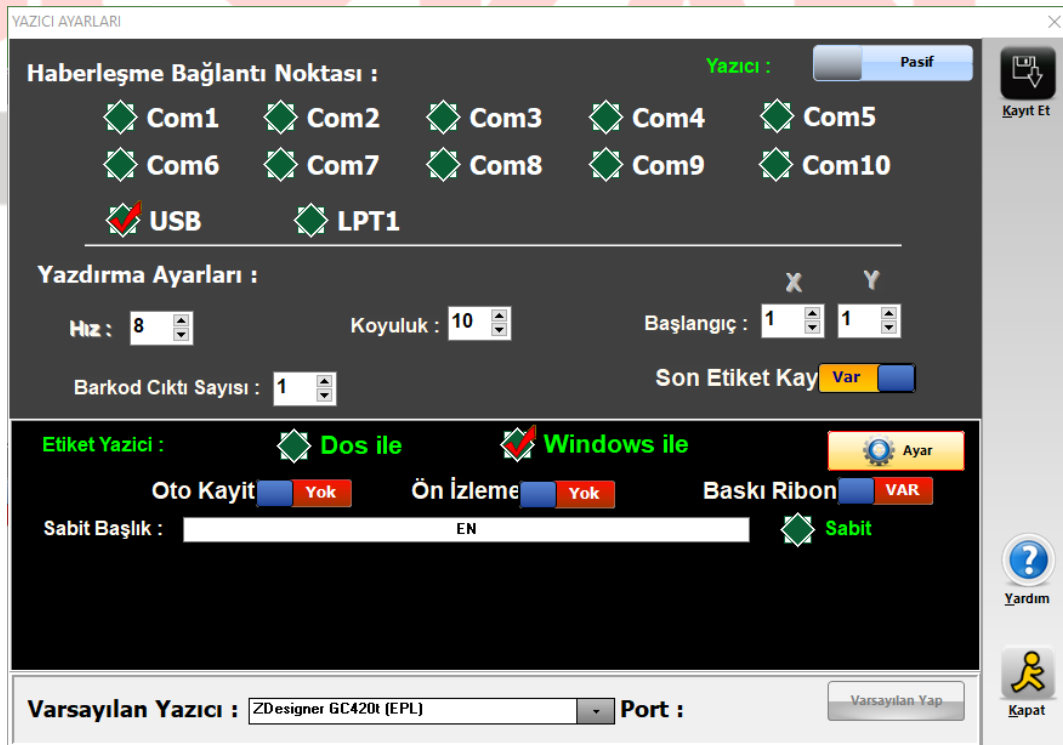 YAZICI AYARLARI
Haberleşme Bağlantı Noktası :
Yazıcı : Pasif
Kayıt Et
Com1 Com2 Com3 Com4 Com5
Com6 Com7 Com8 Com9 Com10
USB LPT1
Yazdırma Ayarları :
X Y
Hız : 8 Koyuluk : 10 Başlangıç : 1 1
Barkod Cıktı Sayısı : 1 Son Etiket Kay Var
Etiket Yazici : Dos ile Windows ile Ayar
Oto Kayit Yok Ön İzleme Yok Baskı Ribon VAR
Sabit Başlık : EN Sabit
Yardım
Varsayılan Yazıcı : ZDesigner GC420t (EPL) Port : Varsayılan Yap
Kapat